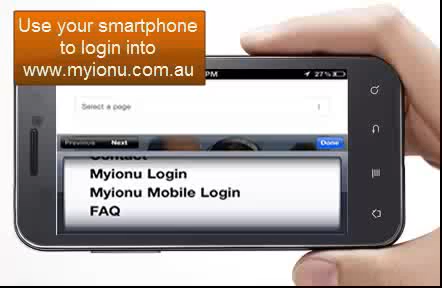 Use your smartphone
to login into
www.myionu.com.au
PM
27%
Select a page
Previous Next Done
Contact
Myionu Login
Myionu Mobile Login
FAQ